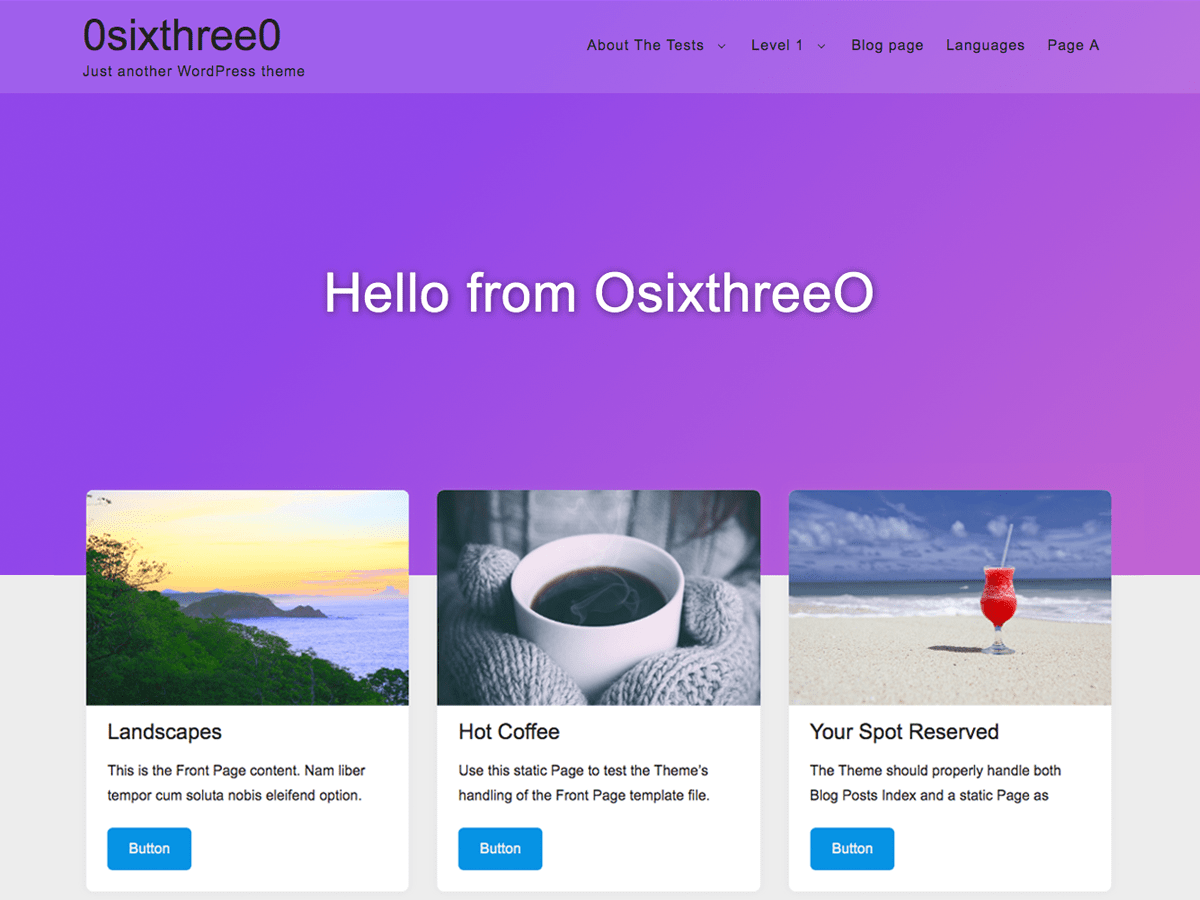 0sixthree0
Just another WordPress theme
About The Tests
Level 1
Blog page
Languages
Page A
Hello from OsixthreeO
Landscapes
This is the Front Page content. Nam liber
tempor cum soluta nobis eleifend option.
Button
Hot Coffee
Use this static Page to test the Theme's
handling of the Front Page template file.
Button
Your Spot Reserved
The Theme should properly handle both
Blog Posts Index and a static Page as
Button